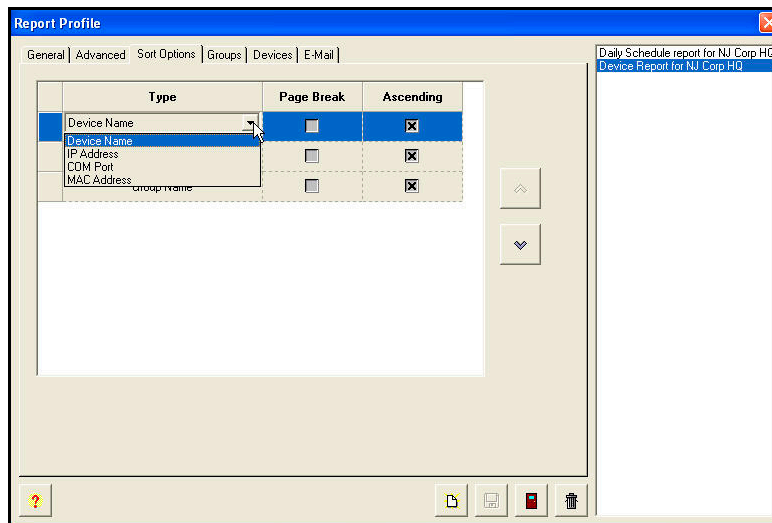 Report Profile
General Advanced Sort Options Groups Devices E-Mail
Type Page Break Ascending
Device Name
Device Name
IP Address
COM Port
MAC Address
Group Name
Daily Schedule report for NJ Corp HQ
Device Report for NJ Corp HQ
?